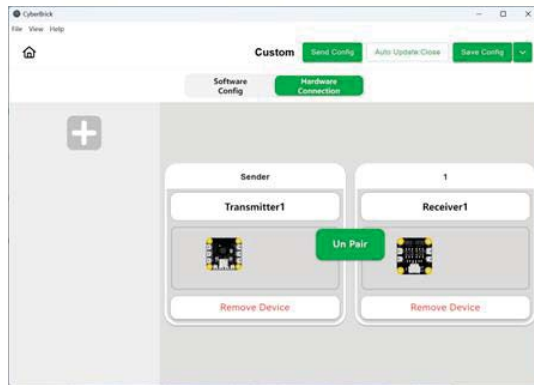 CyberBrick
File View Help
Custom
Send Config
Auto Update:Close
Save Config
Software
Config
Hardware
Connection
Sender
1
Transmitter1
Receiver1
Un Pair
Remove Device
Remove Device